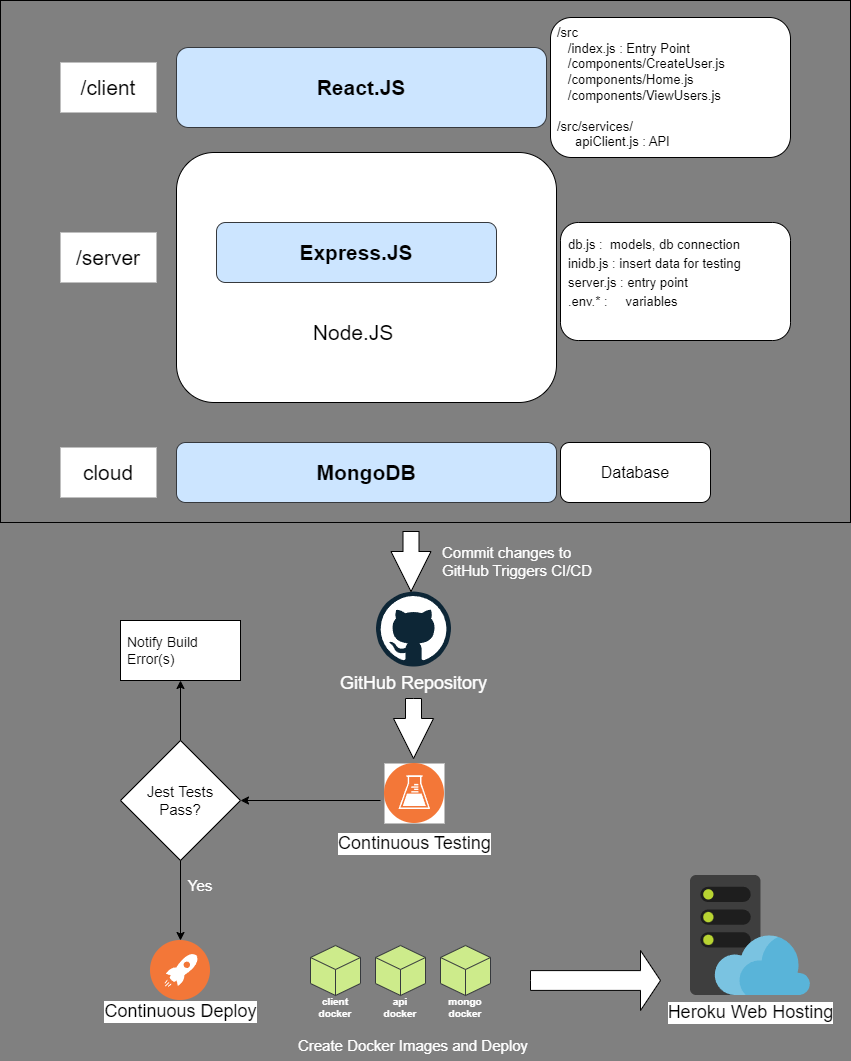 /client
React.JS
/src
/index.js : Entry Point
/components/CreateUser.js
/components/Home.js
/components/ViewUsers.js
/src/services/
apiClient.js : API
/server
Express.JS
Node.JS
db.js : models, db connection
inidb.js : insert data for testing
server.js : entry point
.env.* : variables
cloud
MongoDB
Database
Commit changes to
GitHub Triggers CI/CD
GitHub Repository
Notify Build
Error(s)
Jest Tests
Pass?
Continuous Testing
Yes
Continuous Deploy
client
docker
api
docker
mongo
docker
Create Docker Images and Deploy
Heroku Web Hosting